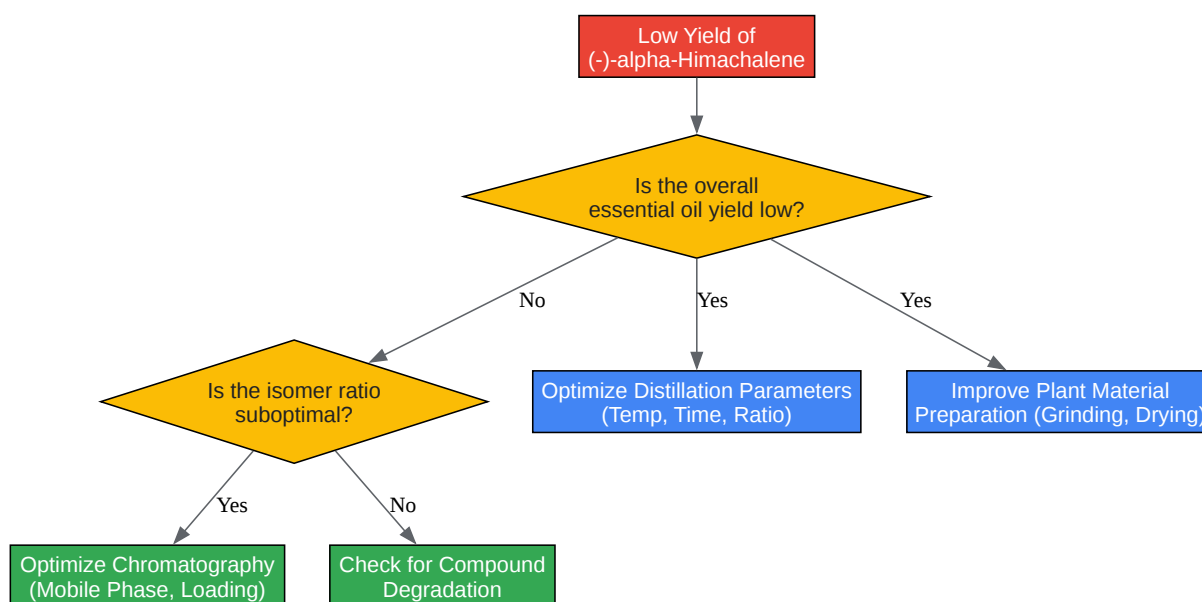 Low Yield of
(-)-alpha-Himachalene
Is the overall
essential oil yield low?
No
Yes
Yes
Is the isomer ratio
suboptimal?
Optimize Distillation Parameters
(Temp, Time, Ratio)
Improve Plant Material
Preparation (Grinding, Drying)
Yes
No
Optimize Chromatography
(Mobile Phase, Loading)
Check for Compound
Degradation